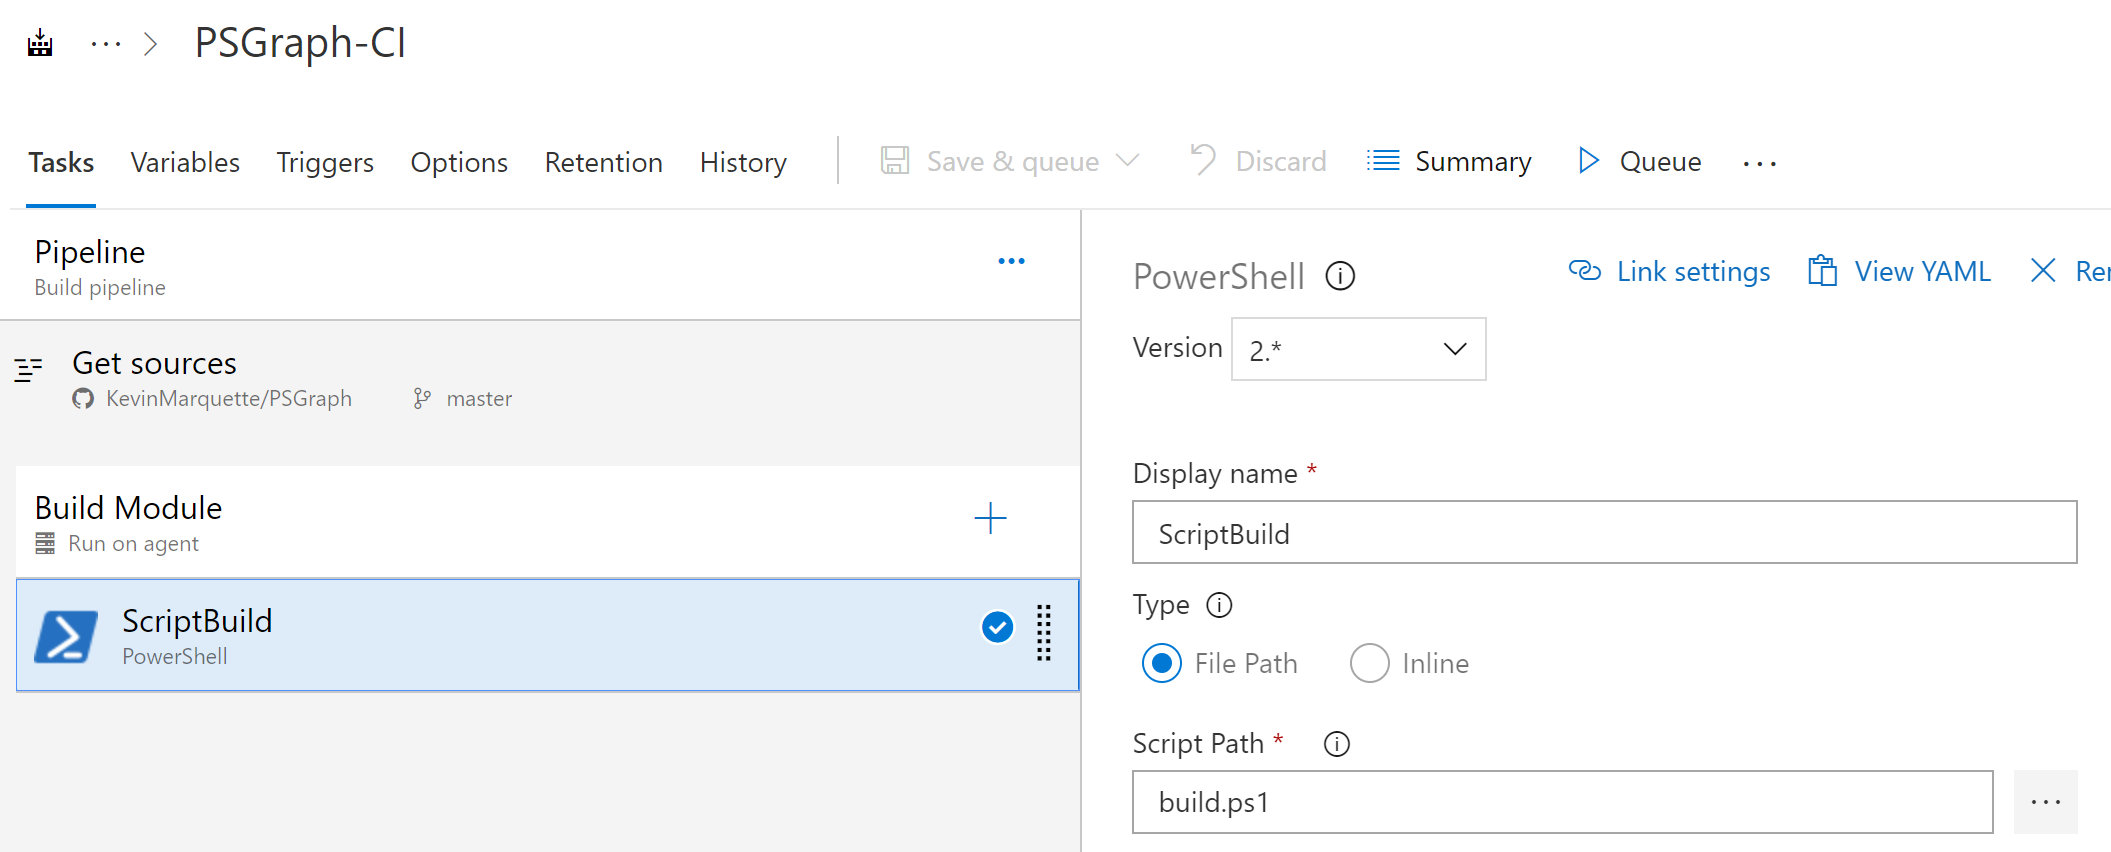 ··· > PSGraph-CI
Tasks Variables Triggers Options Retention History Save & queue Discard Summary Queue ···
Pipeline
Build pipeline
Get sources
KevinMarquette/PSGraph master
Build Module
Run on agent
ScriptBuild
PowerShell
PowerShell Link settings View YAML
Version 2.*
Display name *
ScriptBuild
Type
File Path Inline
Script Path *
build.ps1 ···